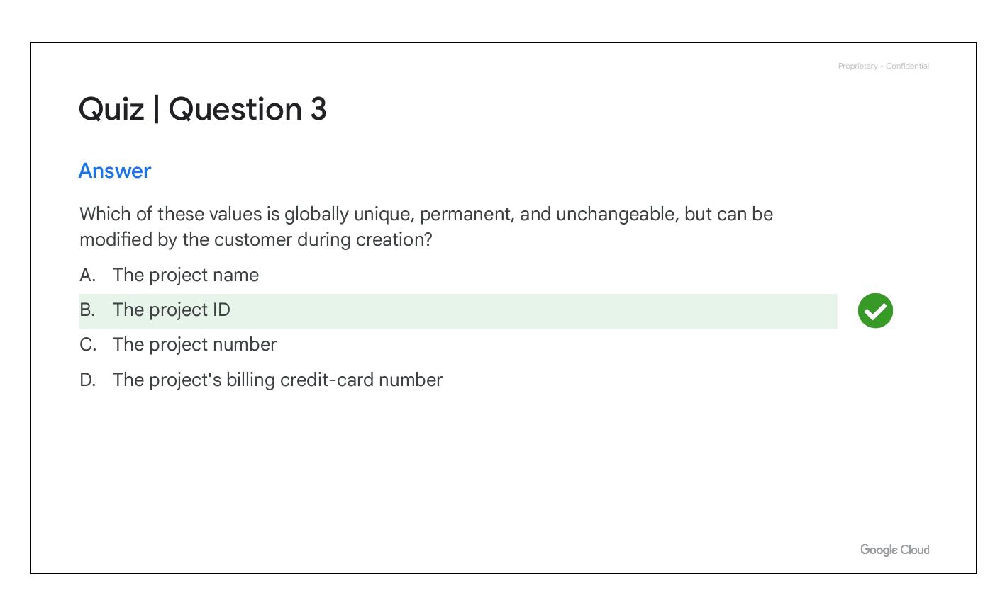 Proprietary + Confidential
Quiz | Question 3
Answer
Which of these values is globally unique, permanent, and unchangeable, but can be
modified by the customer during creation?
A. The project name
B. The project ID
C. The project number
D. The project's billing credit-card number
Google Cloud